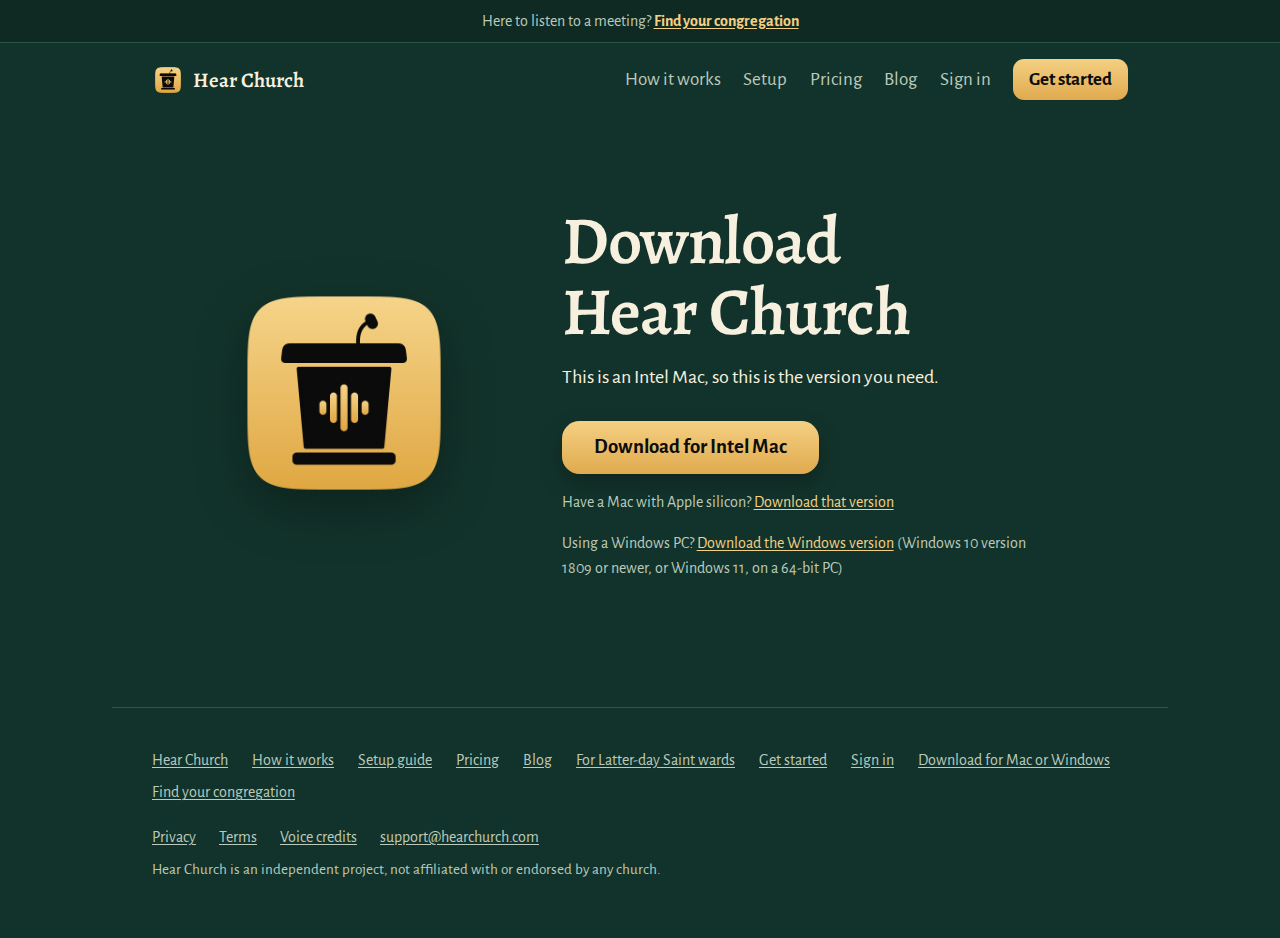 Here to listen to a meeting? Find your congregation
Hear Church
How it works
Setup
Pricing
Blog
Sign in
Get started
Download
Hear Church
This is an Intel Mac, so this is the version you need.
Download for Intel Mac
Have a Mac with Apple silicon? Download that version
Using a Windows PC? Download the Windows version (Windows 10 version
1809 or newer, or Windows 11, on a 64-bit PC)
Hear Church
How it works
Setup guide
Pricing
Blog
For Latter-day Saint wards
Get started
Sign in
Download for Mac or Windows
Find your congregation
Privacy
Terms
Voice credits
support@hearchurch.com
Hear Church is an independent project, not affiliated with or endorsed by any church.